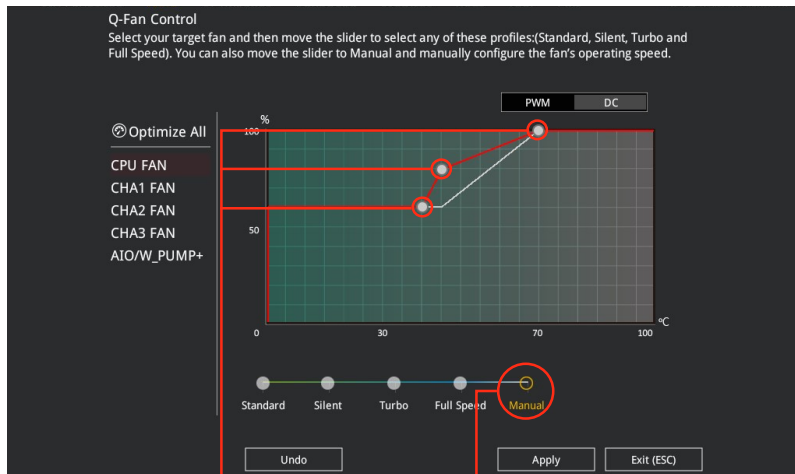 Q-Fan Control
Select your target fan and then move the slider to select any of these profiles:(Standard, Silent, Turbo and
Full Speed). You can also move the slider to Manual and manually configure the fan's operating speed.
PWM DC
Optimize All
CPU FAN
CHA1 FAN
CHA2 FAN
CHA3 FAN
AIO/W_PUMP+
%
100
50
0 30 70 100
ºC
Standard Silent Turbo Full Speed Manual
Undo Apply Exit (ESC)